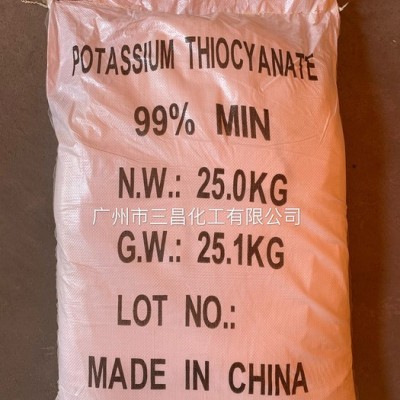 POTASSIUM THIOCYANATE
99% MIN
N.W.: 25.0KG
广州市三昌化工有限公司
G.W.: 25.1KG
LOT NO.:
MADE IN CHINA